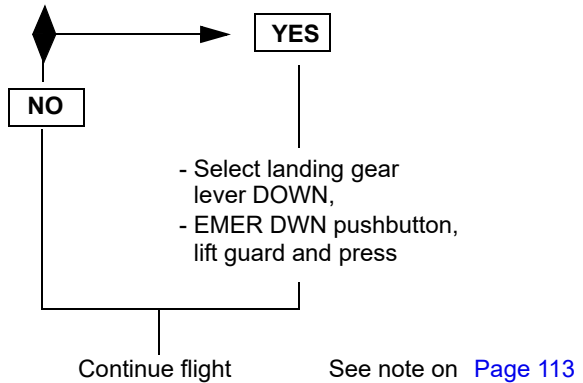 YES
NO
- Select landing gear
lever DOWN,
- EMER DWN pushbutton,
lift guard and press
Continue flight
See note on Page 113